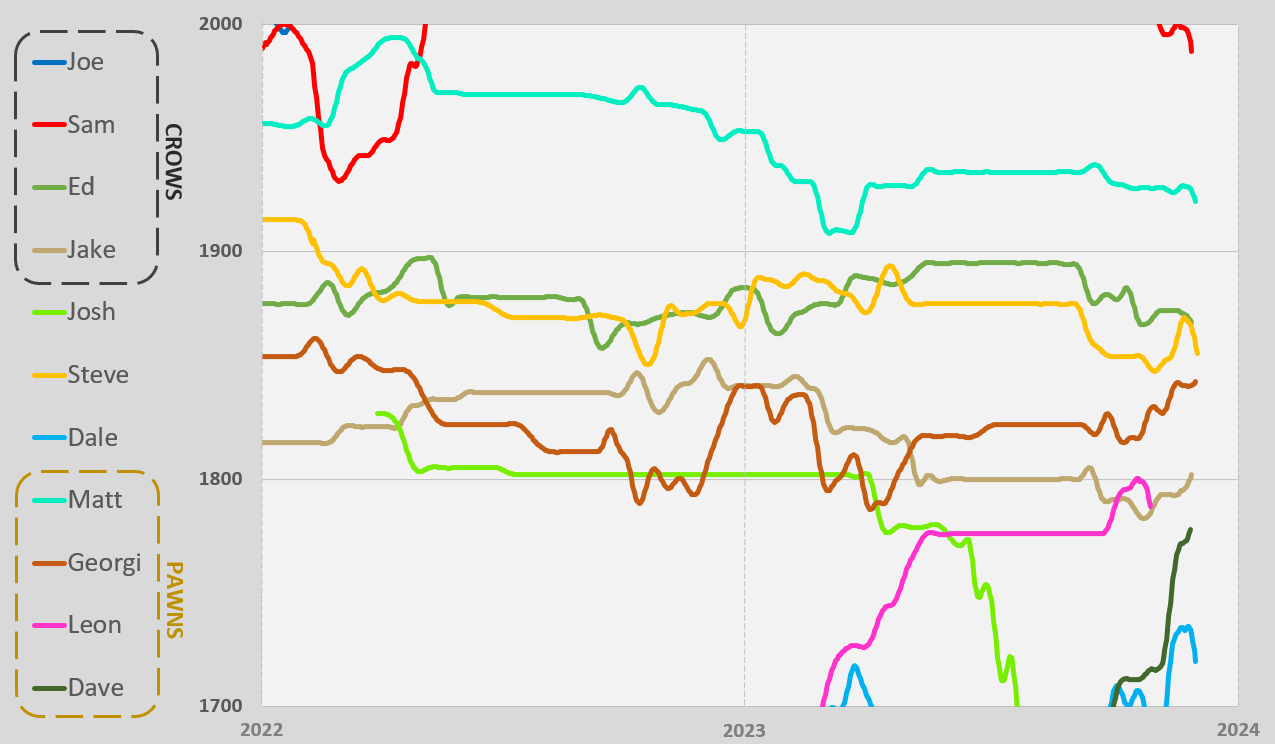 2000
1900
1800
1700
2022
2023
2024
Joe
Sam
Ed
Jake
CROWS
Josh
Steve
Dale
Matt
Georgi
Leon
Dave
PAWNS